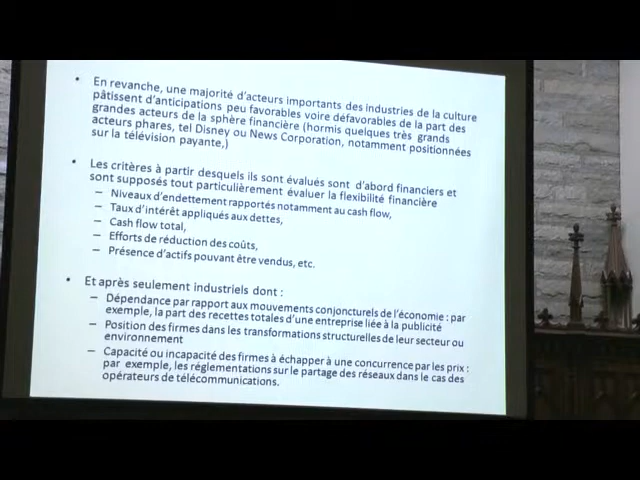 • En revanche, une majorité d'acteurs importants des industries de la culture
pâtissent d'anticipations peu favorables voire défavorables de la part des
grandes acteurs de la sphère financière (hormis quelques très grands
acteurs phares, tel Disney ou News Corporation, notamment positionnées
sur la télévision payante,)
• Les critères à partir desquels ils sont évalués sont d'abord financiers et
sont supposés tout particulièrement évaluer la flexibilité financière
– Niveaux d'endettement rapportés notamment au cash flow,
– Taux d'intérêt appliqués aux dettes,
– Cash flow total,
– Efforts de réduction des coûts,
– Présence d'actifs pouvant être vendus, etc.
• Et après seulement industriels dont :
– Dépendance par rapport aux mouvements conjoncturels de l'économie : par
exemple, la part des recettes totales d'une entreprise liée à la publicité
– Position des firmes dans les transformations structurelles de leur secteur ou
environnement
– Capacité ou incapacité des firmes à échapper à une concurrence par les prix :
par exemple, les réglementations sur le partage des réseaux dans le cas des
opérateurs de télécommunications.